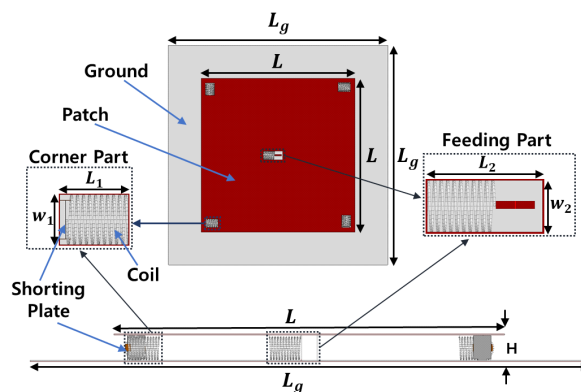 L_g
L
Ground
Patch
L
L_g
Corner Part
L_1
w_1
Coil
Shorting
Plate
Feeding Part
L_2
w_2
L
H
L_g